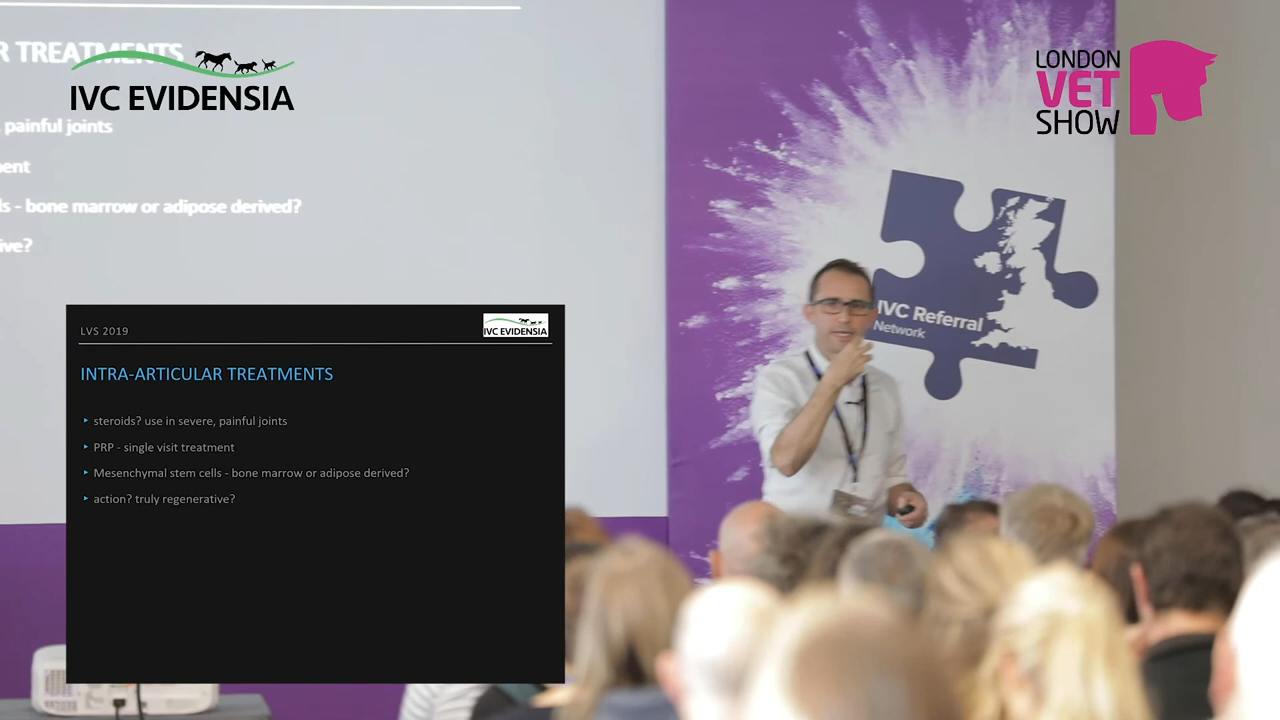 R TREATMENTS
IVC EVIDENSIA
painful joints
ent
ls - bone marrow or adipose derived?
ive?
LONDON
VET
SHOW
IVC Referral
Network
LVS 2019
IVC EVIDENSIA
INTRA-ARTICULAR TREATMENTS
steroids? use in severe, painful joints
PRP - single visit treatment
Mesenchymal stem cells - bone marrow or adipose derived?
action? truly regenerative?